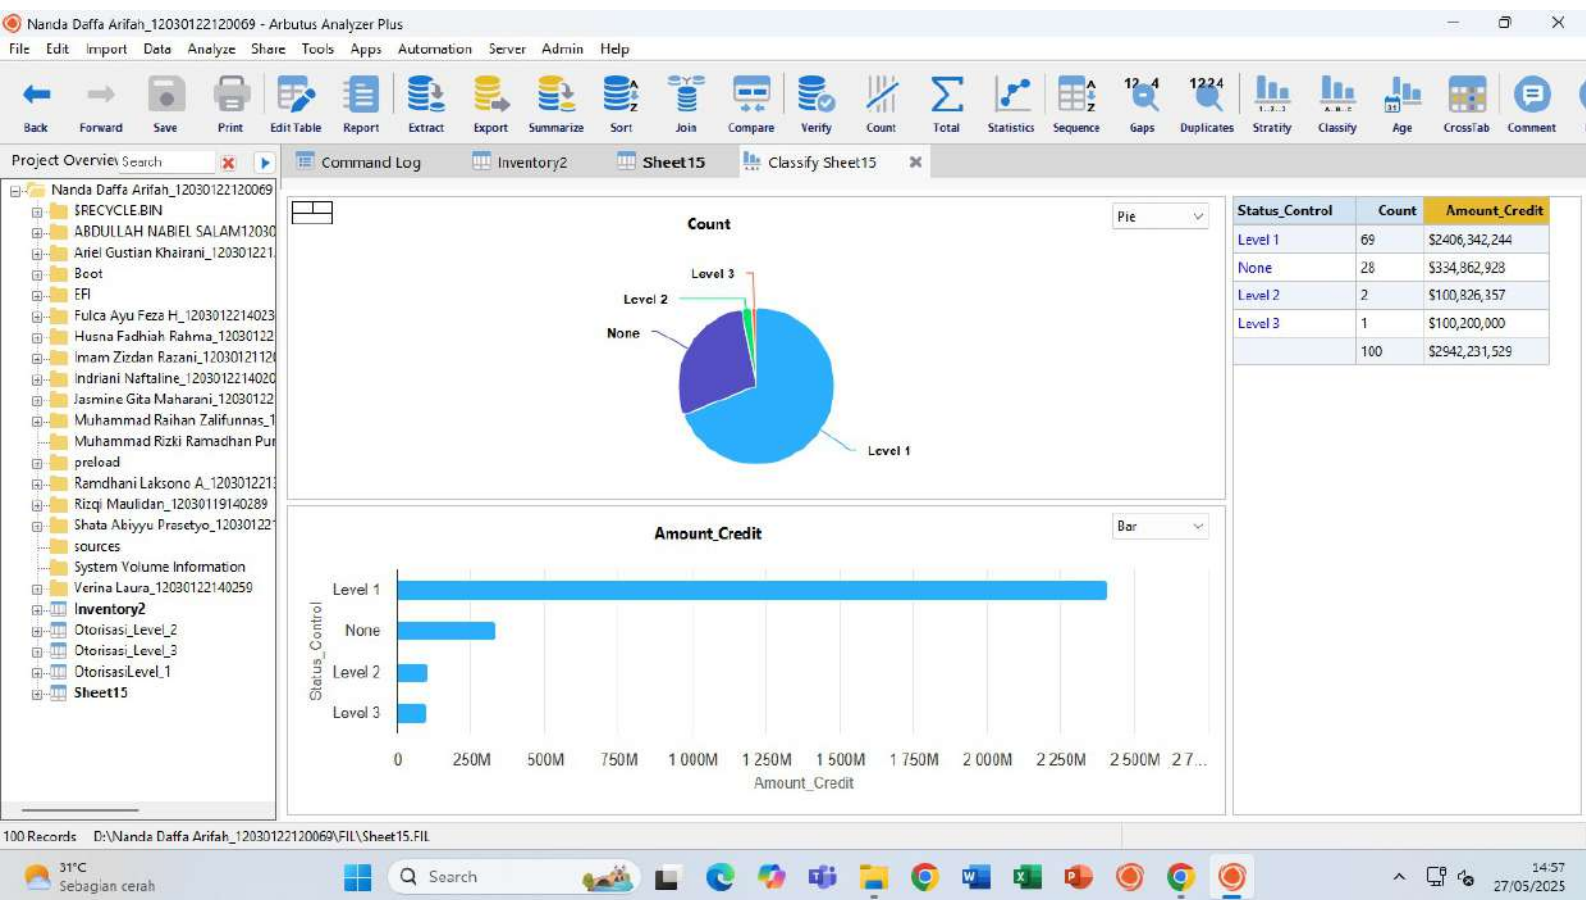 Nanda Daffa Arifah_12030122120069 - Arbutus Analyzer Plus
File Edit Import Data Analyze Share Tools Apps Automation Server Admin Help
Back Forward Save Print Edit Table Report Extract Export Summarize Sort Join Compare Verify Count Total Statistics Sequence Gaps Duplicates Stratify Classify Age CrossTab Comment
Project Overview Search
Command Log Inventory2 Sheet15 Classify Sheet15
Nanda Daffa Arifah_12030122120069
$RECYCLE.BIN
ABDULLAH NABIEL SALAM12030
Ariel Gustian Khairani_120301221
Boot
EFI
Fulca Ayu Feza H_1203012214023
Husna Fadhiah Rahma_12030122
Imam Zizdan Razani_1203012112
Indriani Naftaline_1203012214020
Jasmine Gita Maharani_12030122
Muhammad Raihan Zalifunnas_1
Muhammad Rizki Ramadhan Pur
preload
Ramdhani Laksono A_120301221
Rizqi Maulidan_12030119140289
Shata Abiyyu Prasetyo_12030122
sources
System Volume Information
Verina Laura_12030122140259
Inventory2
Otorisasi_Level_2
Otorisasi_Level_3
OtorisasiLevel_1
Sheet15
Count
Pie
Level 3
Level 2
None
Level 1
Amount_Credit
Bar
Status_Control
Level 1
None
Level 2
Level 3
0 250M 500M 750M 1 000M 1 250M 1 500M 1 750M 2 000M 2 250M 2 500M 2 7...
Amount_Credit
Status_Control Count Amount_Credit
Level 1 69 $2406,342,244
None 28 $334,862,928
Level 2 2 $100,826,357
Level 3 1 $100,200,000
100 $2942,231,529
100 Records D:\Nanda Daffa Arifah_12030122120069\FIL\Sheet15.FIL
31°C
Sebagian cerah
Search
14:57
27/05/2025